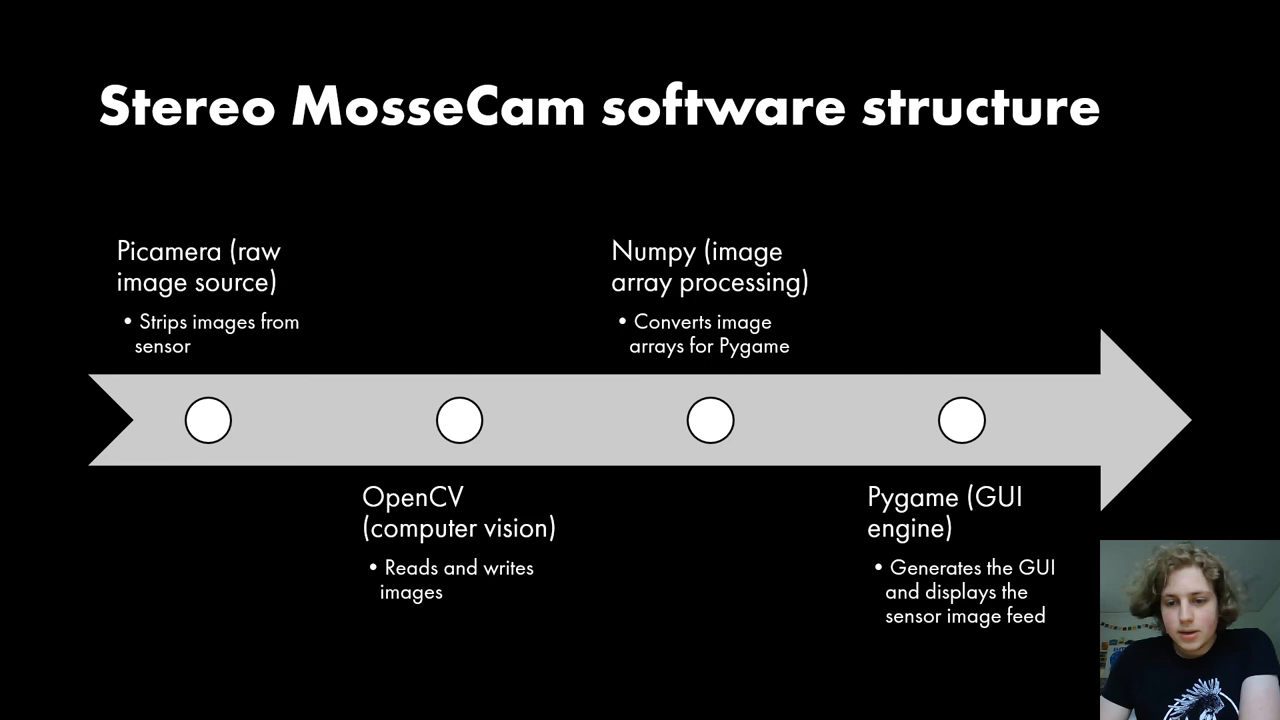 Stereo MosseCam software structure
Picamera (raw
image source)
• Strips images from
sensor
OpenCV
(computer vision)
• Reads and writes
images
Numpy (image
array processing)
• Converts image
arrays for Pygame
Pygame (GUI
engine)
• Generates the GUI
and displays the
sensor image feed